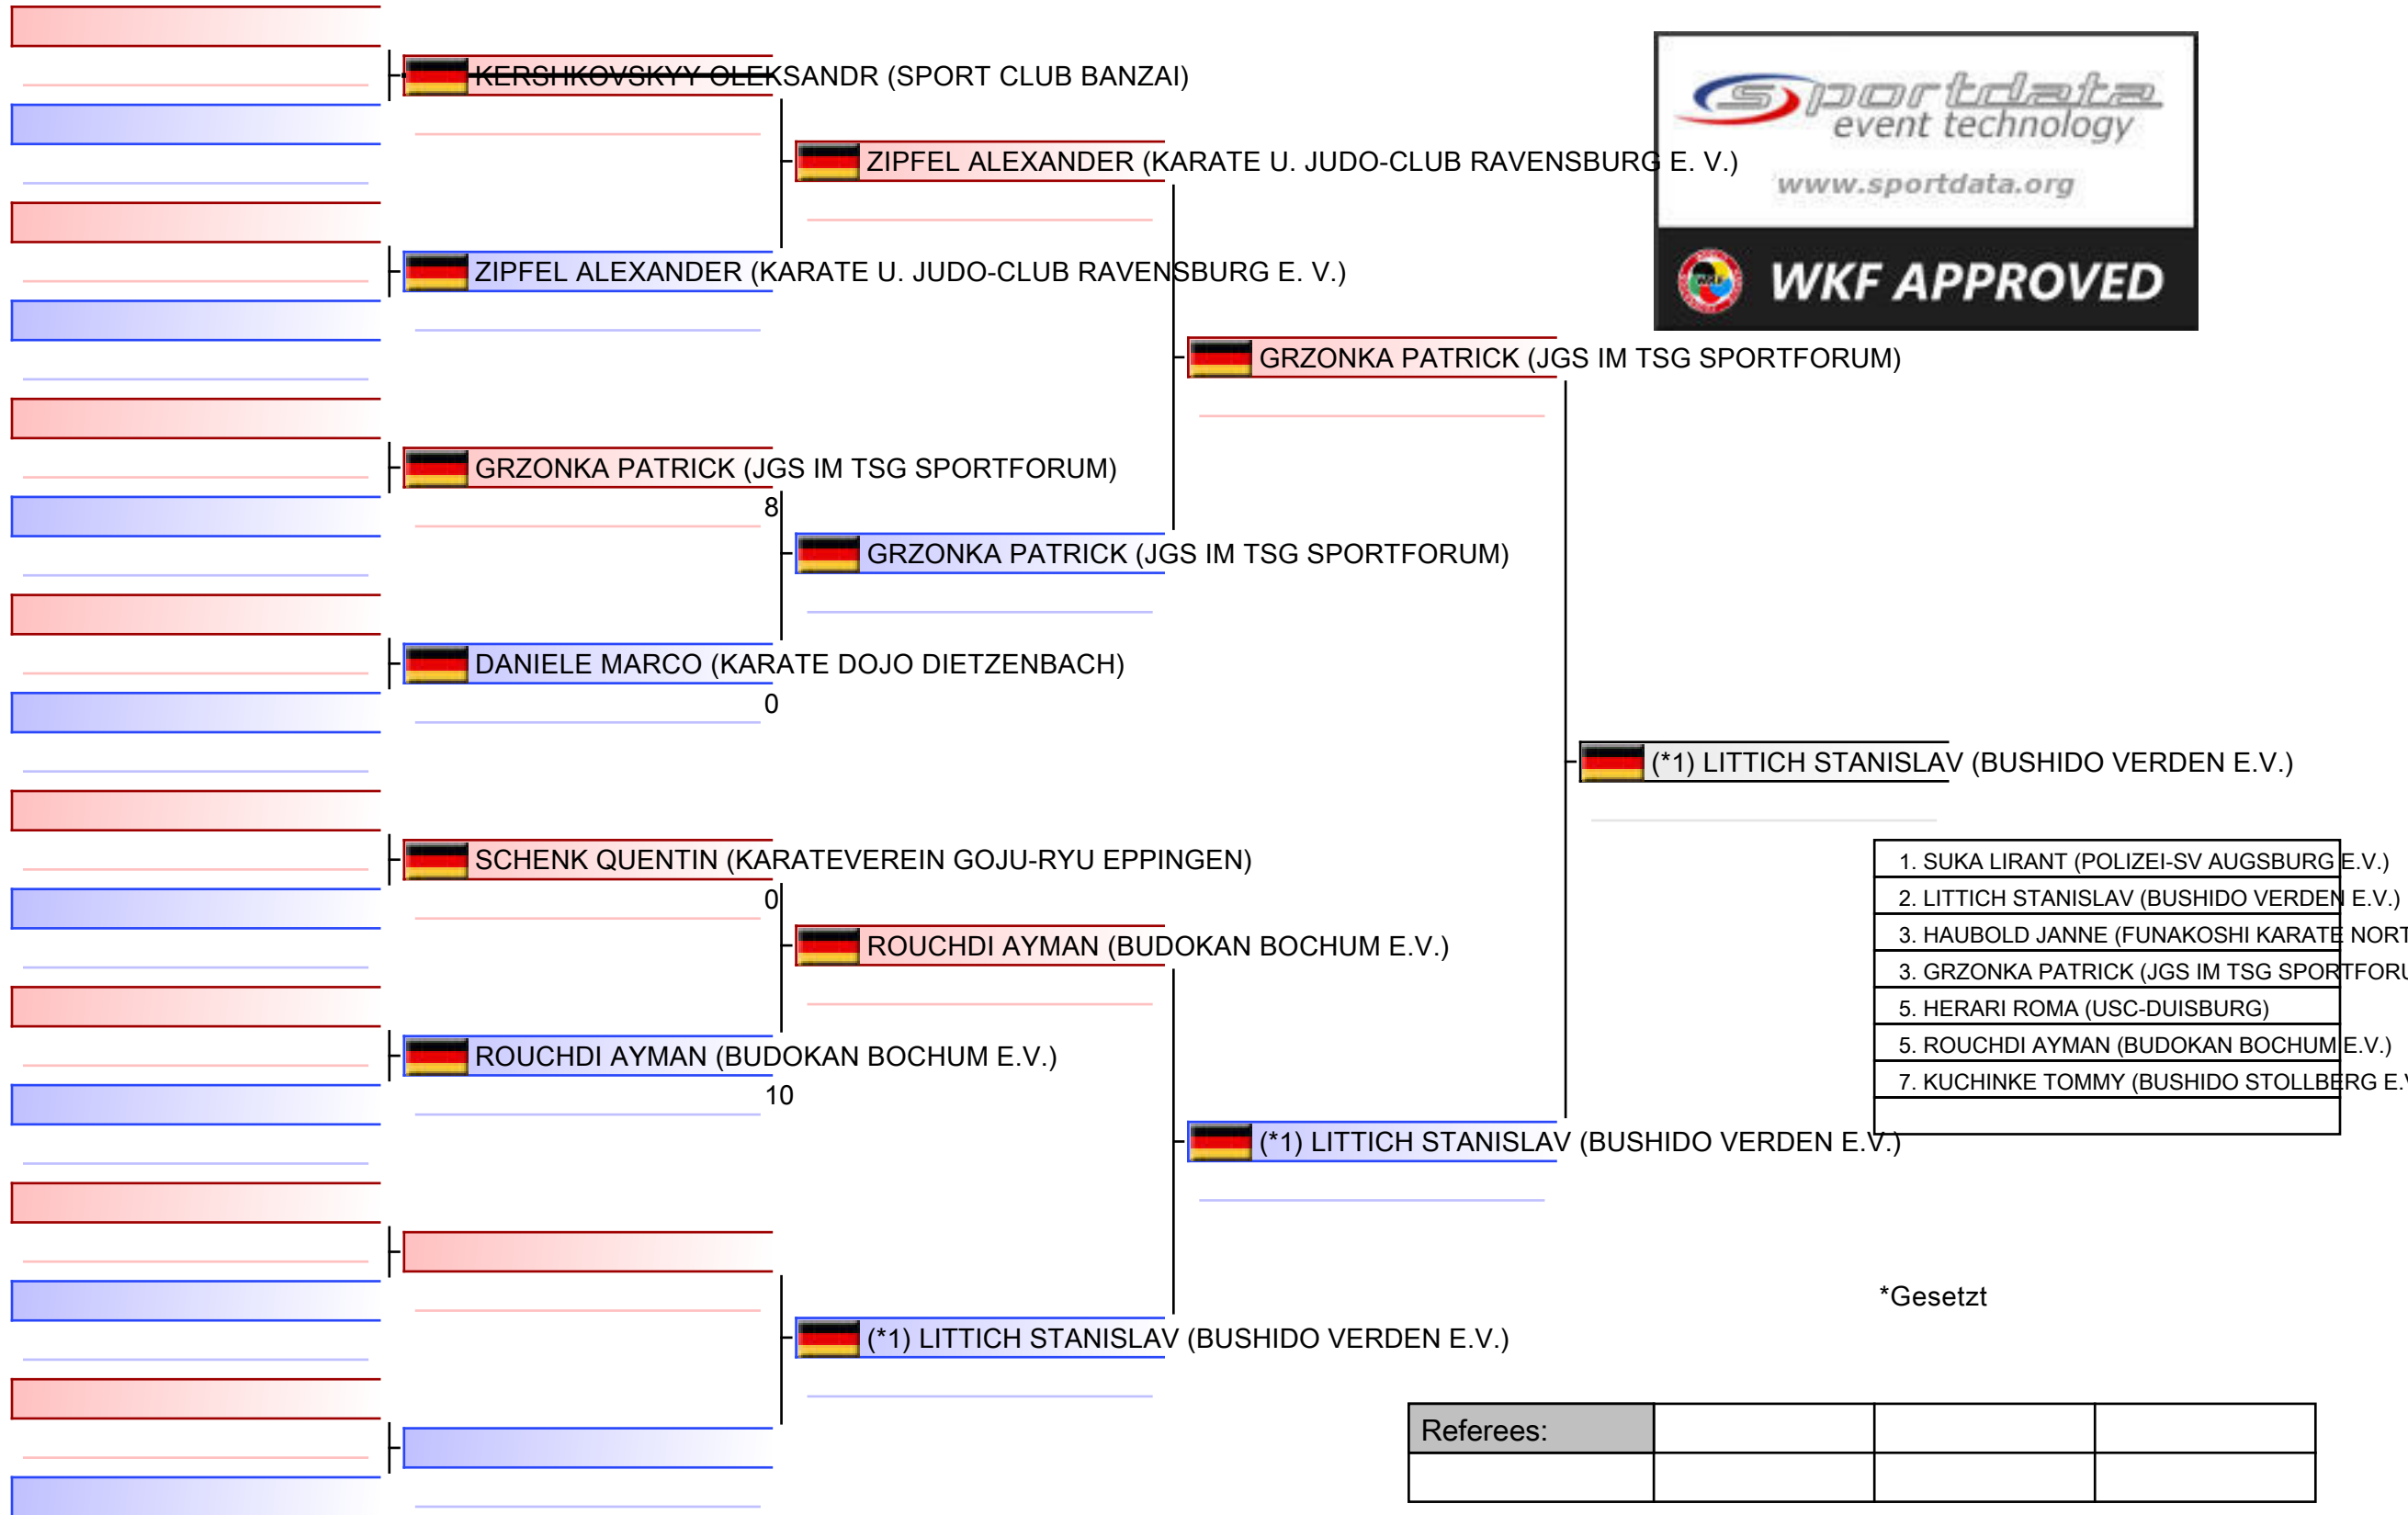 KERSHKOVSKYY OLEKSANDR (SPORT CLUB BANZAI)
sportdata
event technology
www.sportdata.org
WKF APPROVED
ZIPFEL ALEXANDER (KARATE U. JUDO-CLUB RAVENSBURG E. V.)
ZIPFEL ALEXANDER (KARATE U. JUDO-CLUB RAVENSBURG E. V.)
GRZONKA PATRICK (JGS IM TSG SPORTFORUM)
GRZONKA PATRICK (JGS IM TSG SPORTFORUM)
8
GRZONKA PATRICK (JGS IM TSG SPORTFORUM)
DANIELE MARCO (KARATE DOJO DIETZENBACH)
0
(*1) LITTICH STANISLAV (BUSHIDO VERDEN E.V.)
SCHENK QUENTIN (KARATEVEREIN GOJU-RYU EPPINGEN)
0
ROUCHDI AYMAN (BUDOKAN BOCHUM E.V.)
ROUCHDI AYMAN (BUDOKAN BOCHUM E.V.)
10
(*1) LITTICH STANISLAV (BUSHIDO VERDEN E.V.)
(*1) LITTICH STANISLAV (BUSHIDO VERDEN E.V.)
1. SUKA LIRANT (POLIZEI-SV AUGSBURG E.V.)
2. LITTICH STANISLAV (BUSHIDO VERDEN E.V.)
3. HAUBOLD JANNE (FUNAKOSHI KARATE NORT
3. GRZONKA PATRICK (JGS IM TSG SPORTFORU
5. HERARI ROMA (USC-DUISBURG)
5. ROUCHDI AYMAN (BUDOKAN BOCHUM E.V.)
7. KUCHINKE TOMMY (BUSHIDO STOLLBERG E.V
*Gesetzt
Referees: